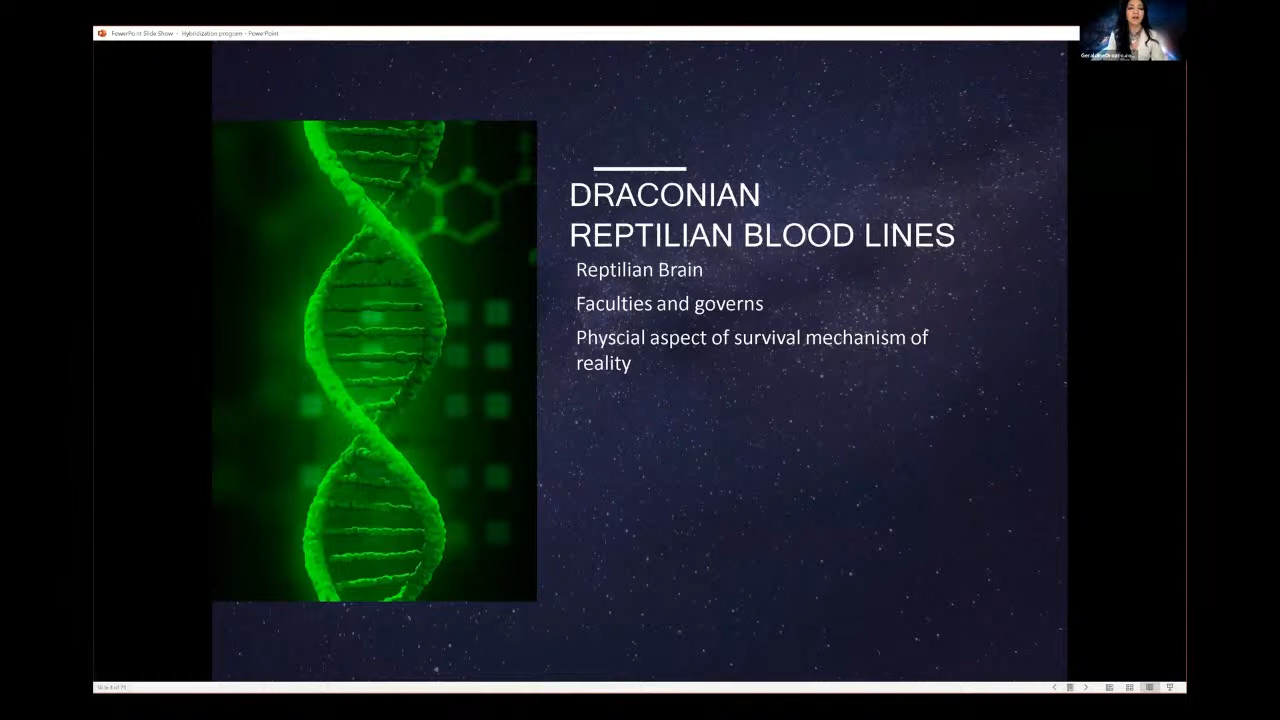 PowerPoint Slide Show - Hybridization program - PowerPoint
DRACONIAN
REPTILIAN BLOOD LINES
Reptilian Brain
Faculties and governs
Physcial aspect of survival mechanism of
reality